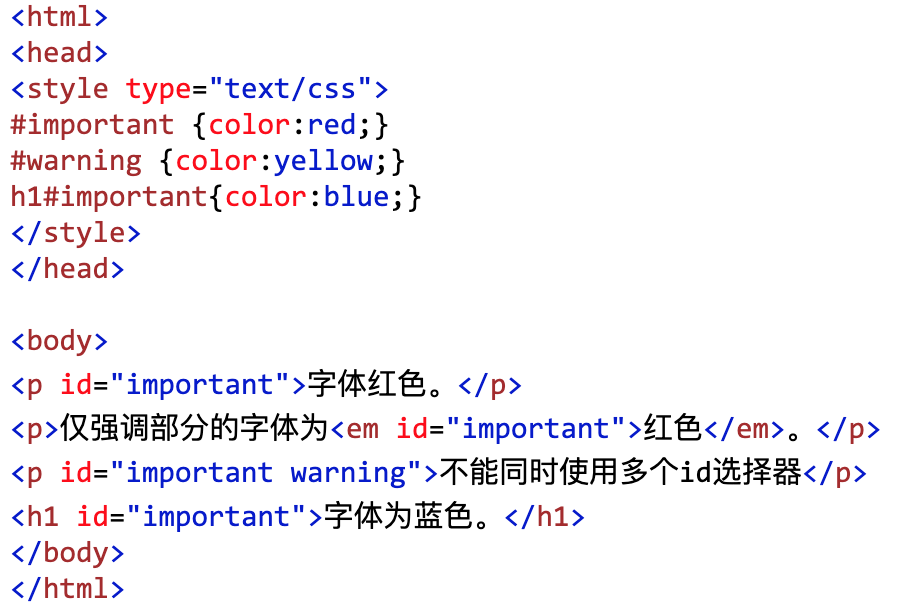 <html>
<head>
<style type="text/css">
#important {color:red;}
#warning {color:yellow;}
h1#important{color:blue;}
</style>
</head>
<body>
<p id="important">字体红色。</p>
<p>仅强调部分的字体为<em id="important">红色</em>。</p>
<p id="important warning">不能同时使用多个id选择器</p>
<h1 id="important">字体为蓝色。</h1>
</body>
</html>